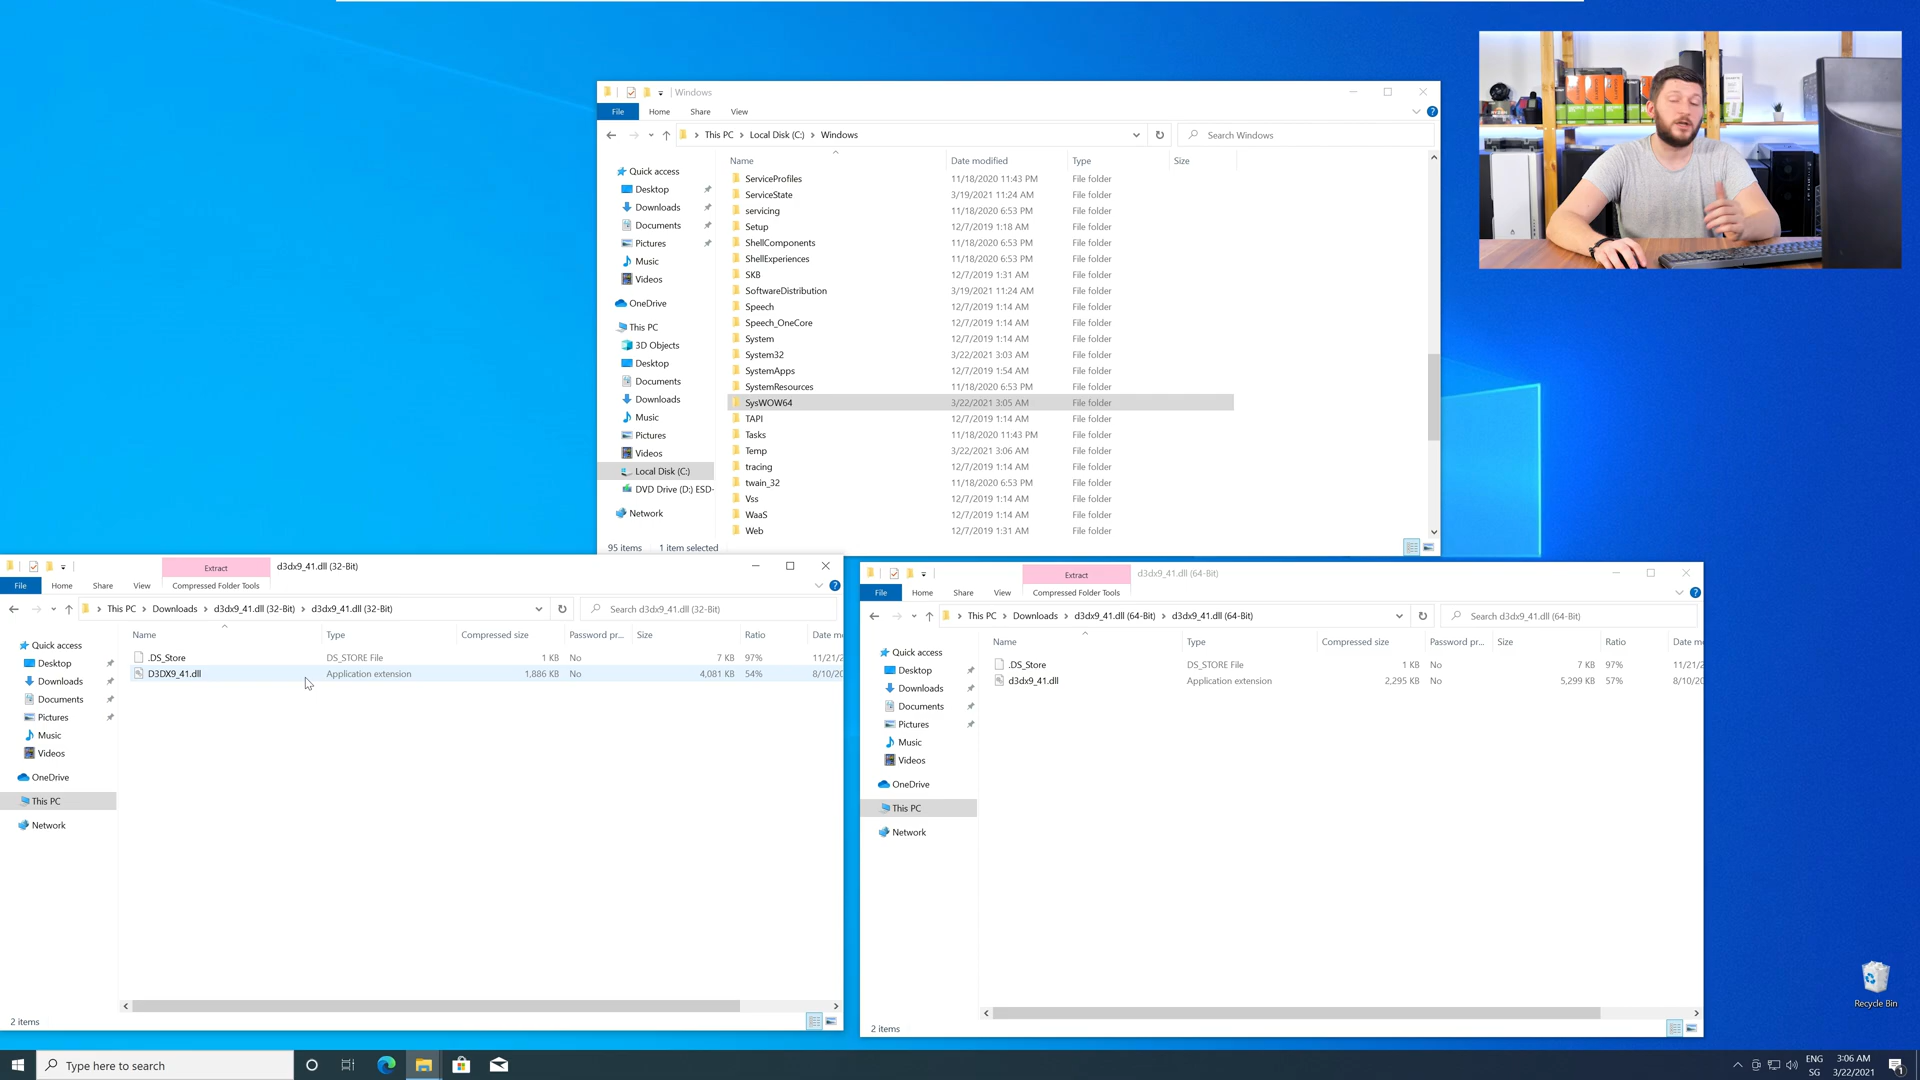 Windows
File Home Share View
This PC > Local Disk (C:) > Windows
Search Windows
Name Date modified Type Size
Quick access
Desktop
Downloads
Documents
Pictures
Music
Videos
OneDrive
This PC
3D Objects
Desktop
Documents
Downloads
Music
Pictures
Videos
Local Disk (C:)
DVD Drive (D:) ESD-
Network
ServiceProfiles 11/18/2020 11:43 PM File folder
ServiceState 3/19/2021 11:24 AM File folder
servicing 11/18/2020 6:53 PM File folder
Setup 12/7/2019 1:18 AM File folder
ShellComponents 11/18/2020 6:53 PM File folder
ShellExperiences 11/18/2020 6:53 PM File folder
SKB 12/7/2019 1:31 AM File folder
SoftwareDistribution 3/19/2021 11:24 AM File folder
Speech 12/7/2019 1:14 AM File folder
Speech_OneCore 12/7/2019 1:14 AM File folder
System 12/7/2019 1:14 AM File folder
System32 3/22/2021 3:03 AM File folder
SystemApps 12/7/2019 1:54 AM File folder
SystemResources 11/18/2020 6:53 PM File folder
SysWOW64 3/22/2021 3:05 AM File folder
TAPI 12/7/2019 1:14 AM File folder
Tasks 11/18/2020 11:43 PM File folder
Temp 3/22/2021 3:06 AM File folder
tracing 12/7/2019 1:14 AM File folder
twain_32 11/18/2020 6:53 PM File folder
Vss 12/7/2019 1:14 AM File folder
WaaS 12/7/2019 1:14 AM File folder
Web 12/7/2019 1:31 AM File folder
95 items 1 item selected
Extract d3dx9_41.dll (32-Bit)
File Home Share View Compressed Folder Tools
This PC > Downloads > d3dx9_41.dll (32-Bit) > d3dx9_41.dll (32-Bit)
Search d3dx9_41.dll (32-Bit)
Name Type Compressed size Password pr... Size Ratio Date m
Quick access
Desktop
Downloads
Documents
Pictures
Music
Videos
OneDrive
This PC
Network
.DS_Store DS_STORE File 1 KB No 7 KB 97% 11/21/2
D3DX9_41.dll Application extension 1,886 KB No 4,081 KB 54% 8/10/20
2 items
Extract d3dx9_41.dll (64-Bit)
File Home Share View Compressed Folder Tools
This PC > Downloads > d3dx9_41.dll (64-Bit) > d3dx9_41.dll (64-Bit)
Search d3dx9_41.dll (64-Bit)
Name Type Compressed size Password pr... Size Ratio Date m
Quick access
Desktop
Downloads
Documents
Pictures
Music
Videos
OneDrive
This PC
Network
.DS_Store DS_STORE File 1 KB No 7 KB 97% 11/21/2
d3dx9_41.dll Application extension 2,295 KB No 5,299 KB 57% 8/10/20
2 items
Recycle Bin
Type here to search
ENG
SG
3:06 AM
3/22/2021
1